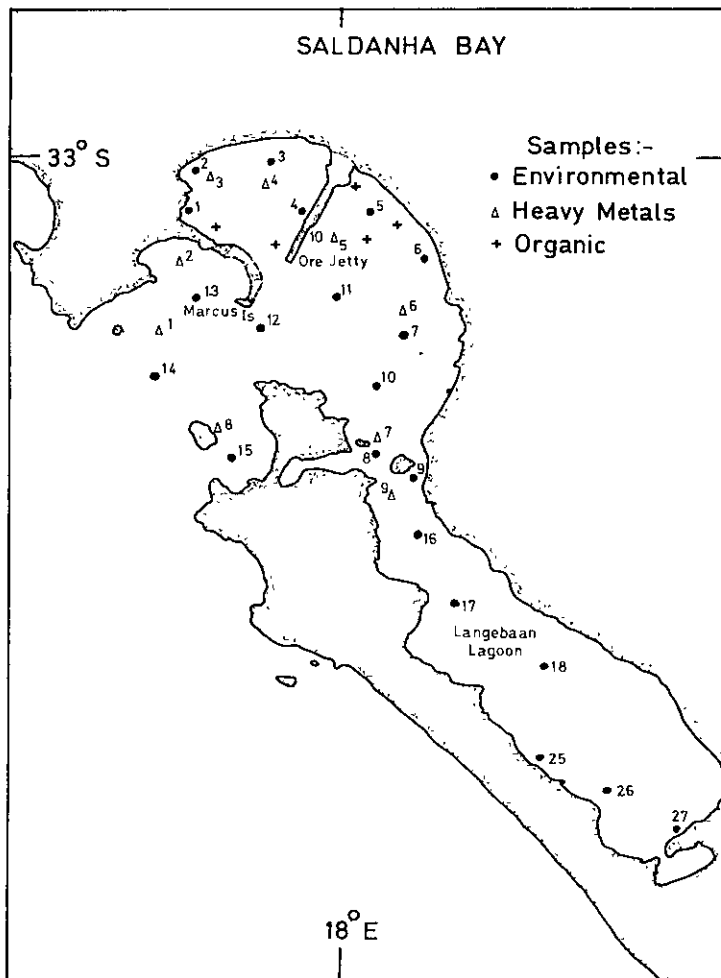 SALDANHA BAY
33° S
Samples:-
Environmental
Heavy Metals
Organic
2
3
3
4
1
4
5
10
5
Ore Jetty
6
2
13
11
6
Marcus Is
12
7
1
14
10
8
7
15
8
9
9
16
17
Langebaan
Lagoon
18
25
26
27
18° E